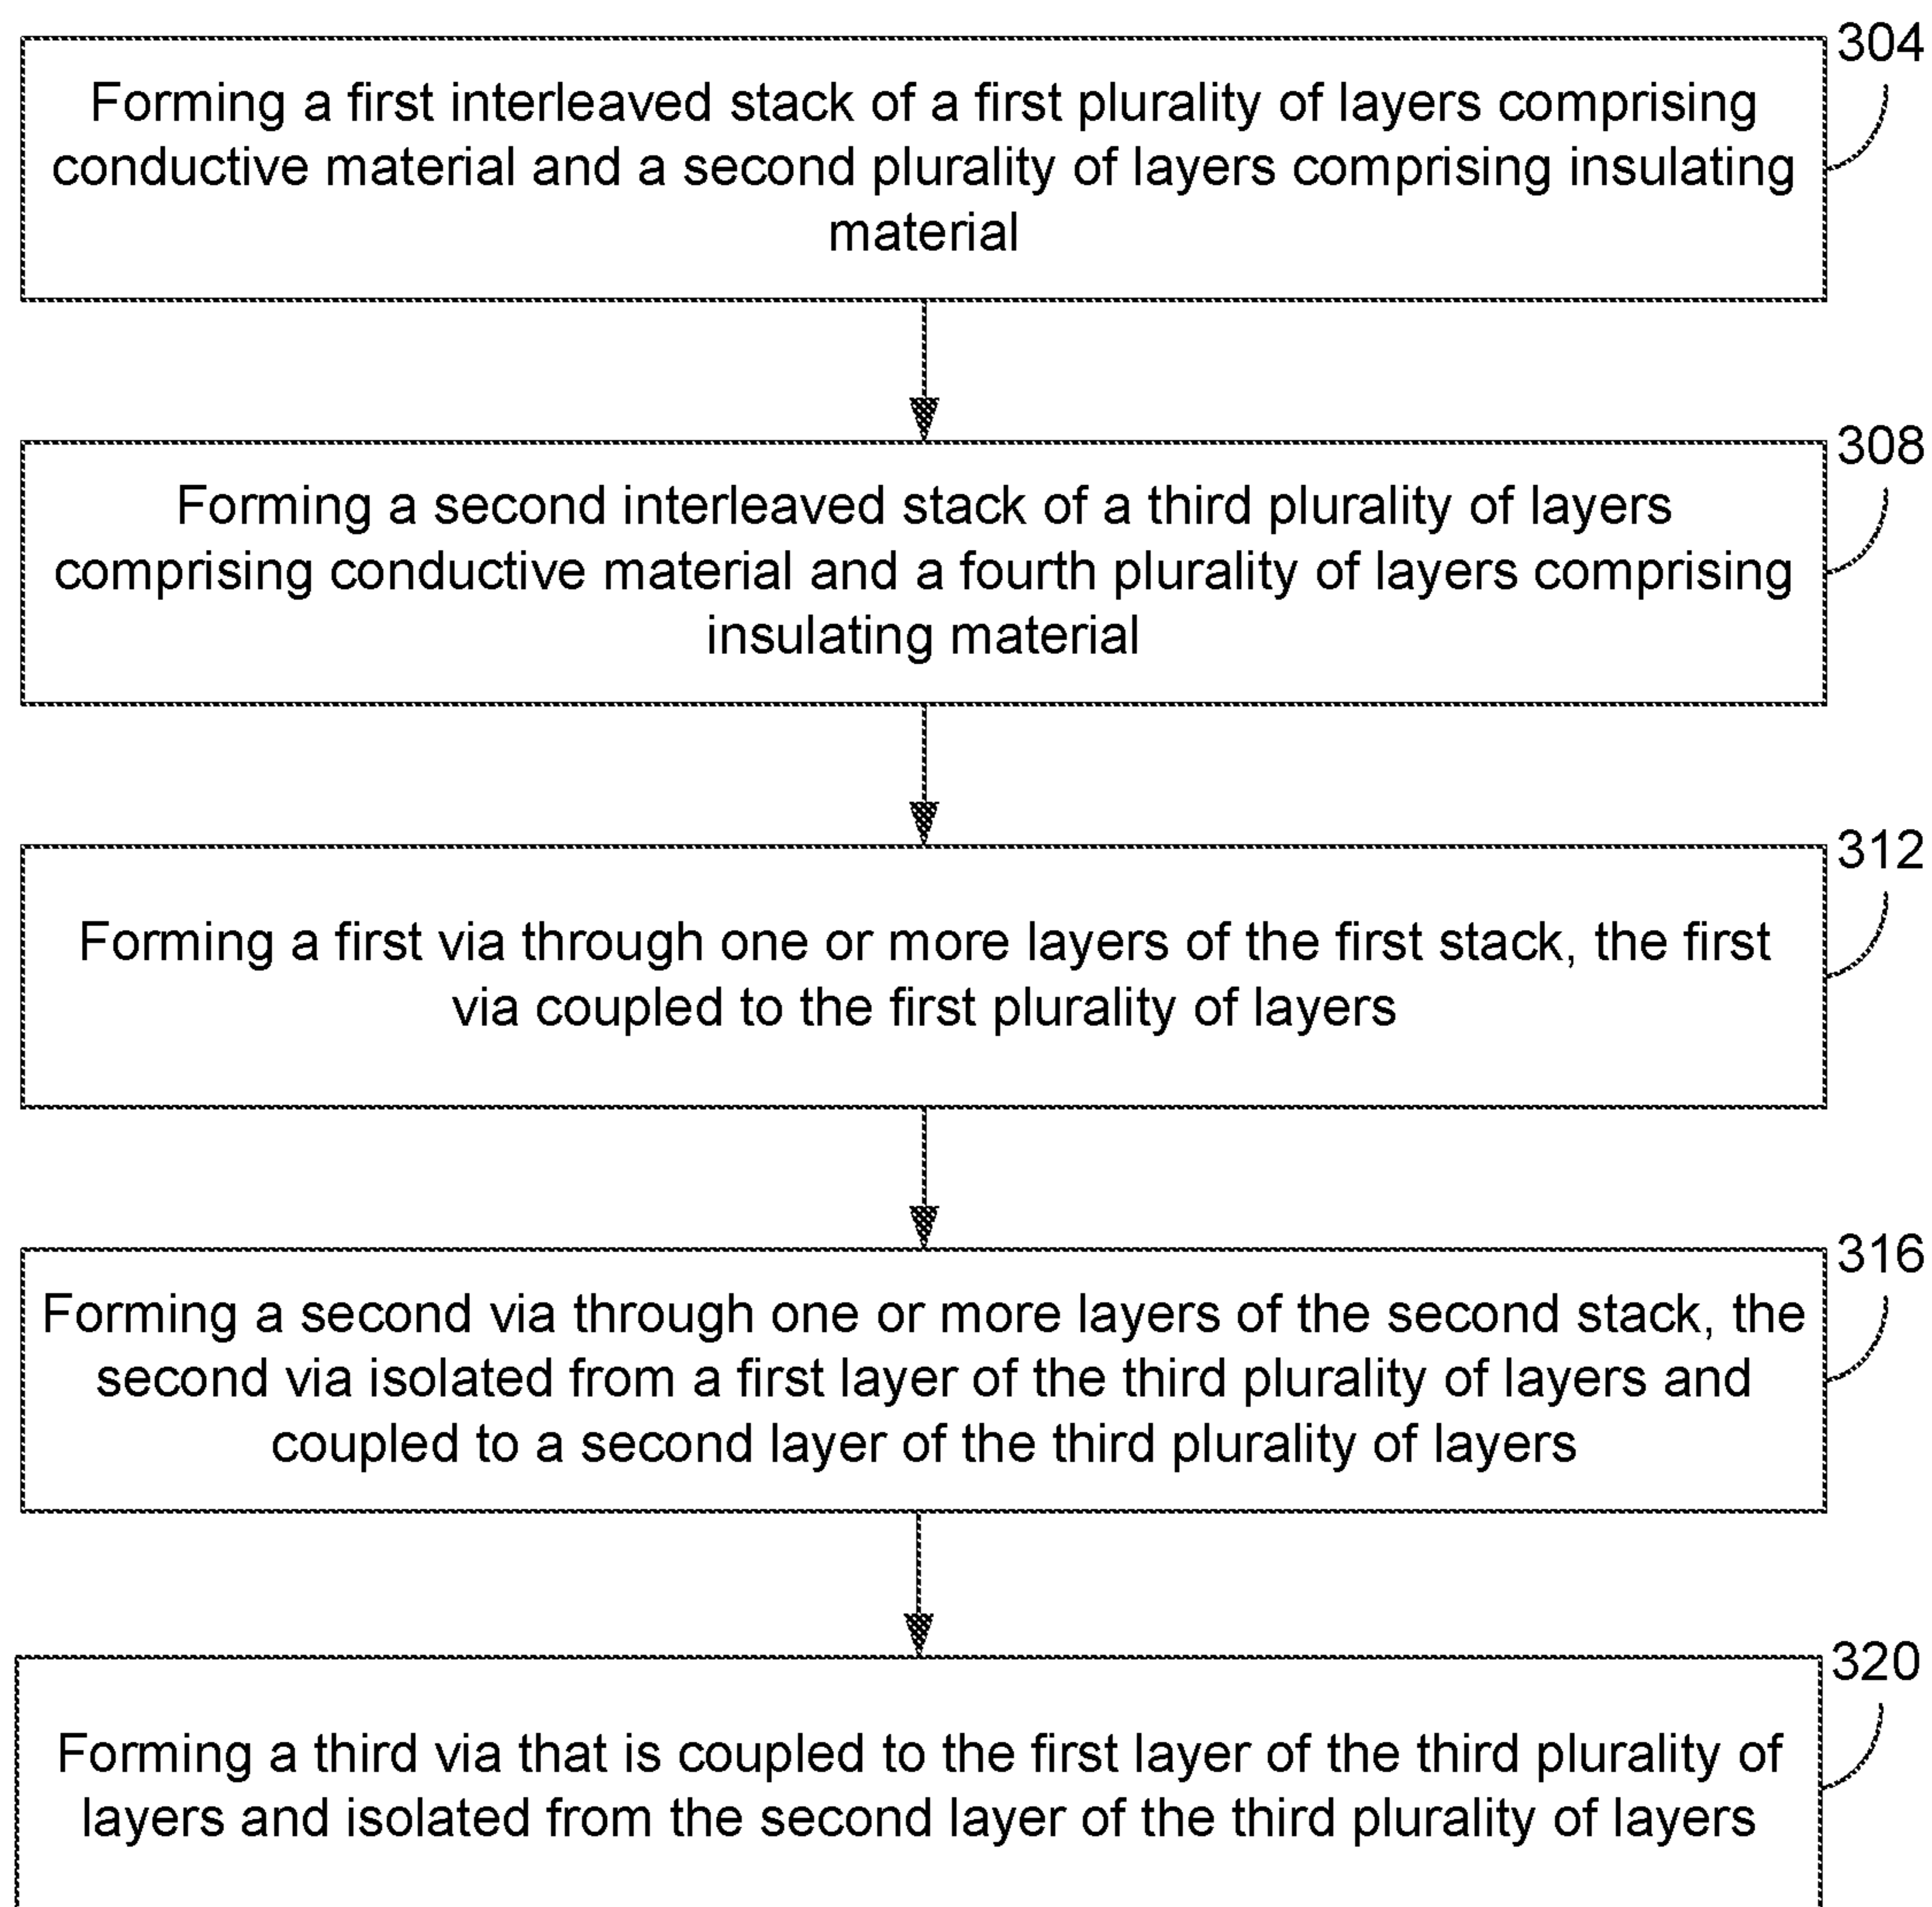 304
Forming a first interleaved stack of a first plurality of layers comprising
conductive material and a second plurality of layers comprising insulating
material
308
Forming a second interleaved stack of a third plurality of layers
comprising conductive material and a fourth plurality of layers comprising
insulating material
312
Forming a first via through one or more layers of the first stack, the first
via coupled to the first plurality of layers
316
Forming a second via through one or more layers of the second stack, the
second via isolated from a first layer of the third plurality of layers and
coupled to a second layer of the third plurality of layers
320
Forming a third via that is coupled to the first layer of the third plurality of
layers and isolated from the second layer of the third plurality of layers